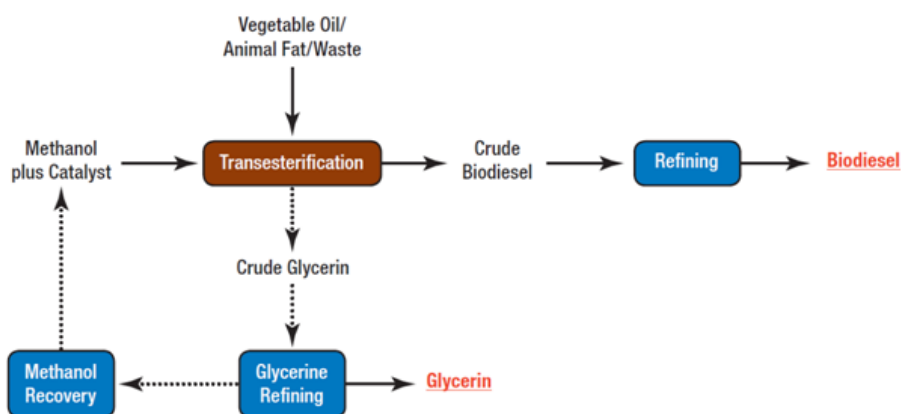 Vegetable Oil/
Animal Fat/Waste
Methanol
plus Catalyst
Transesterification
Crude
Biodiesel
Refining
Biodiesel
Crude Glycerin
Methanol
Recovery
Glycerine
Refining
Glycerin